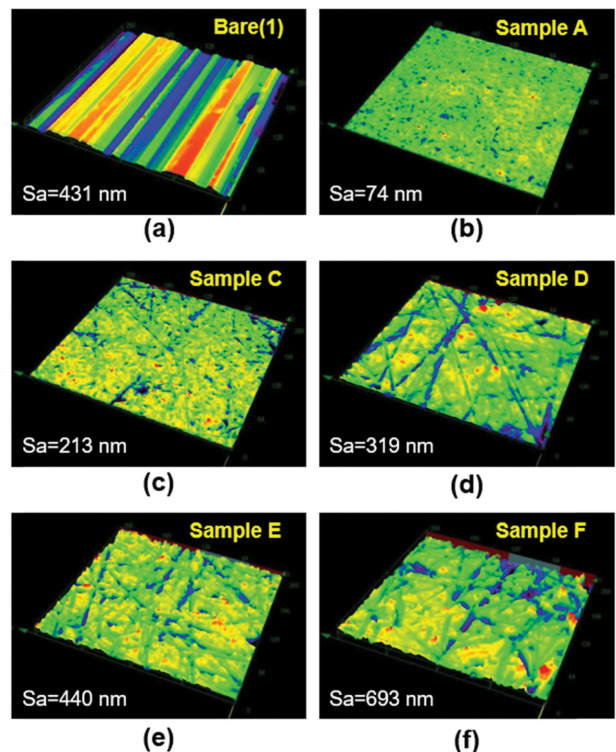 Bare(1)
Sa=431 nm
(a)
Sample A
Sa=74 nm
(b)
Sample C
Sa=213 nm
(c)
Sample D
Sa=319 nm
(d)
Sample E
Sa=440 nm
(e)
Sample F
Sa=693 nm
(f)